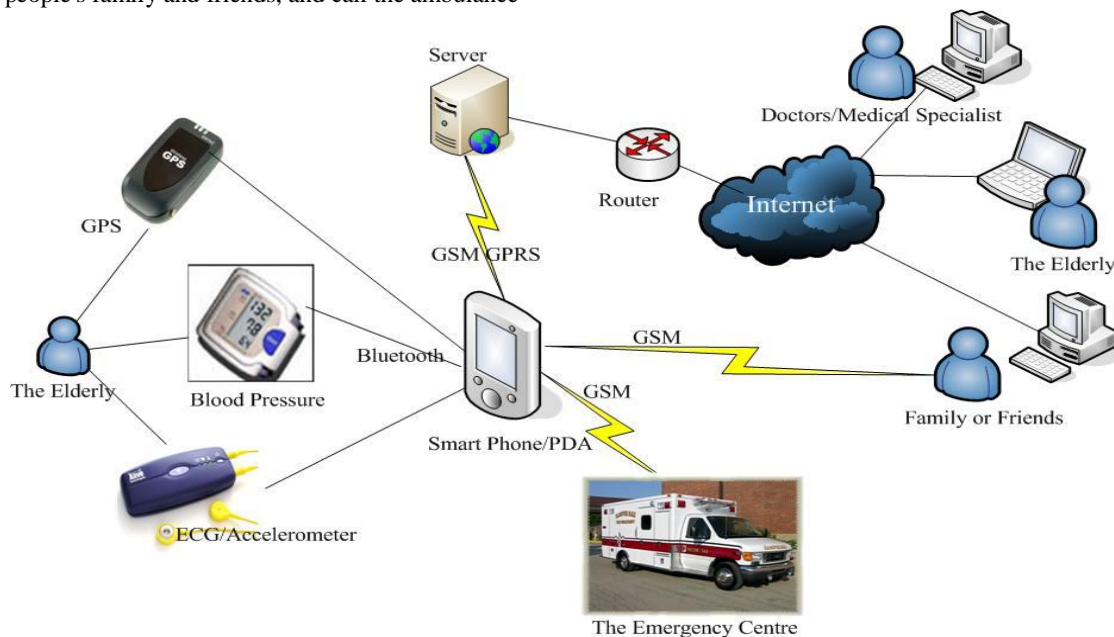 people's family and friends, and call the ambulance
Server
Doctors/Medical Specialist
GPS
GPS
Router
Internet
GSM GPRS
The Elderly
132
78
64
Bluetooth
GSM
The Elderly
Blood Pressure
GSM
Family or Friends
Smart Phone/PDA
ECG/Accelerometer
The Emergency Centre